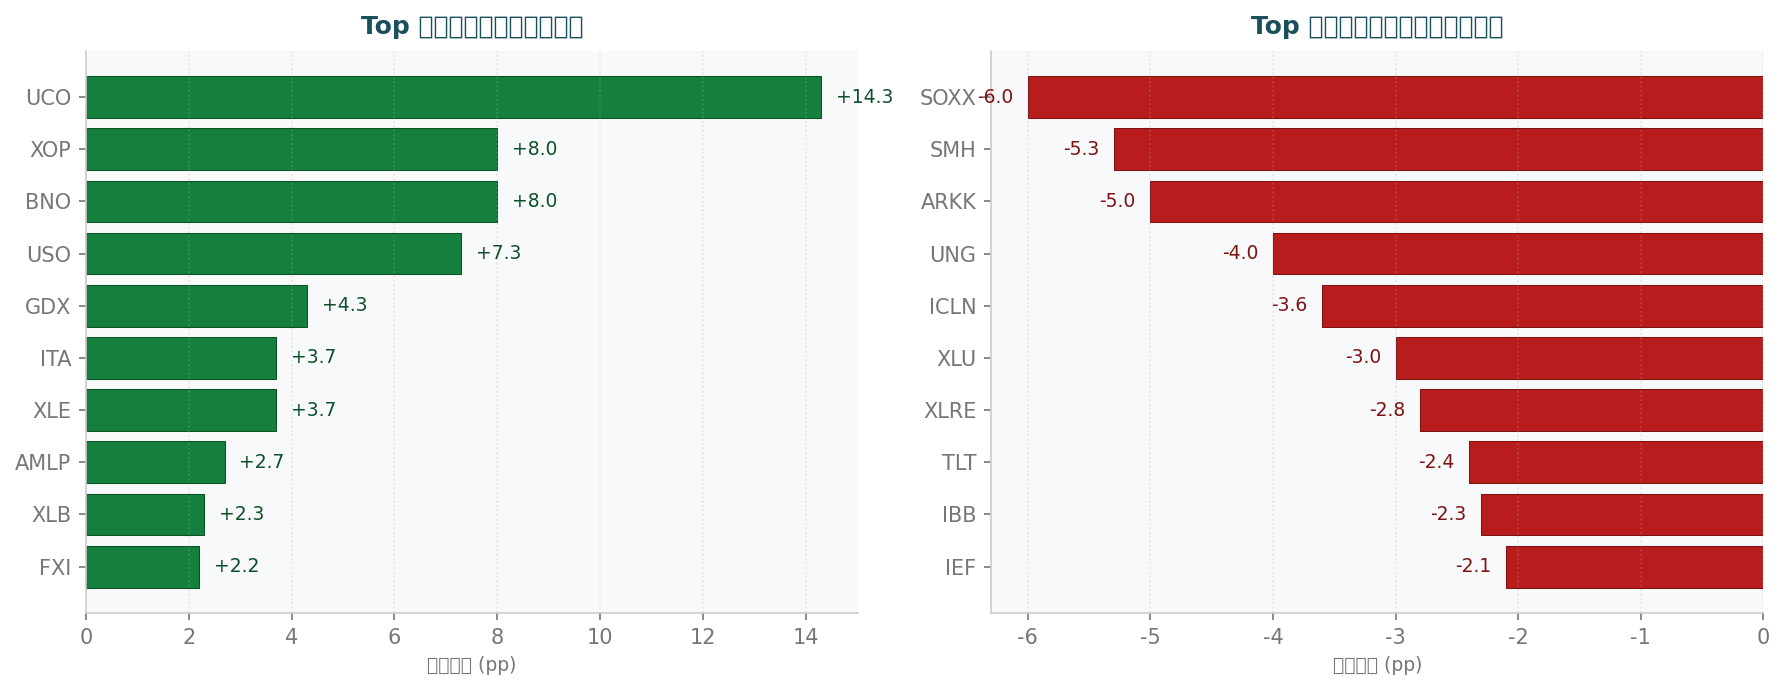 Top
UCO +14.3
XOP +8.0
BNO +8.0
USO +7.3
GDX +4.3
ITA +3.7
XLE +3.7
AMLP +2.7
XLB +2.3
FXI +2.2
0 2 4 6 8 10 12 14
(pp)
Top
SOXX -6.0
SMH -5.3
ARKK -5.0
UNG -4.0
ICLN -3.6
XLU -3.0
XLRE -2.8
TLT -2.4
IBB -2.3
IEF -2.1
-6 -5 -4 -3 -2 -1 0
(pp)